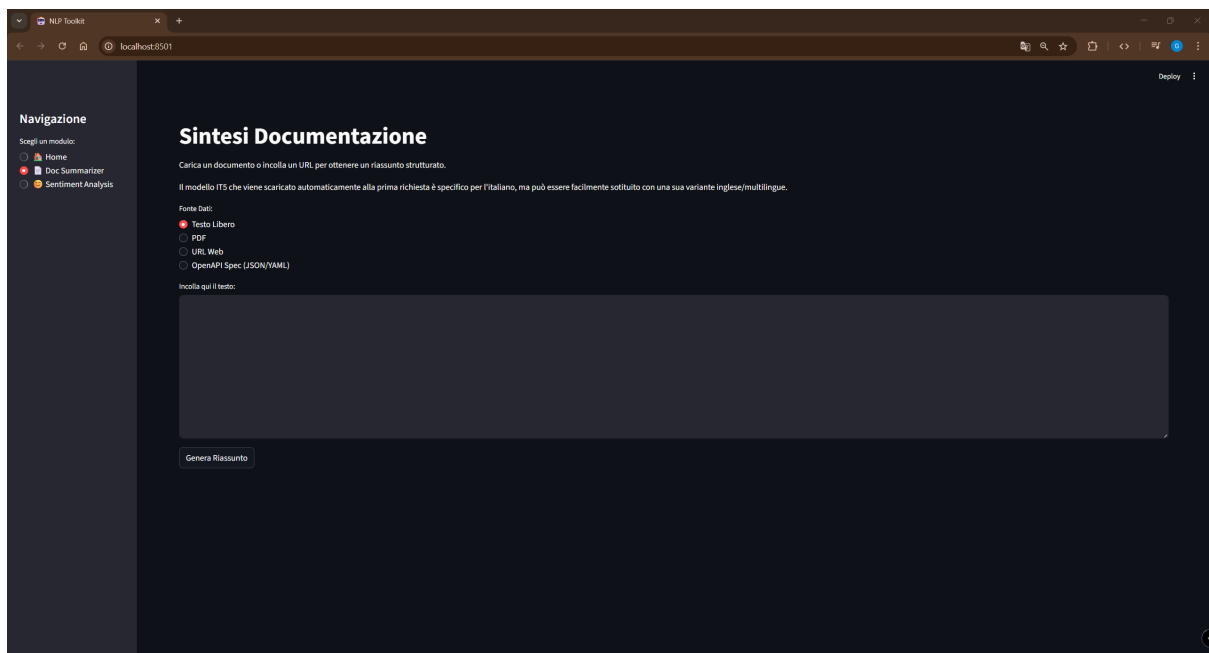 NLP Toolkit
localhost:8501
Deploy
Navigazione
Scegli un modulo:
Home
Doc Summarizer
Sentiment Analysis
Sintesi Documentazione
Carica un documento o incolla un URL per ottenere un riassunto strutturato.
Il modello IT5 che viene scaricato automaticamente alla prima richiesta è specifico per l'italiano, ma può essere facilmente sotituito con una sua variante inglese/multilingue.
Fonte Dati:
Testo Libero
PDF
URL Web
OpenAPI Spec (JSON/YAML)
Incolla qui il testo:
Genera Riassunto